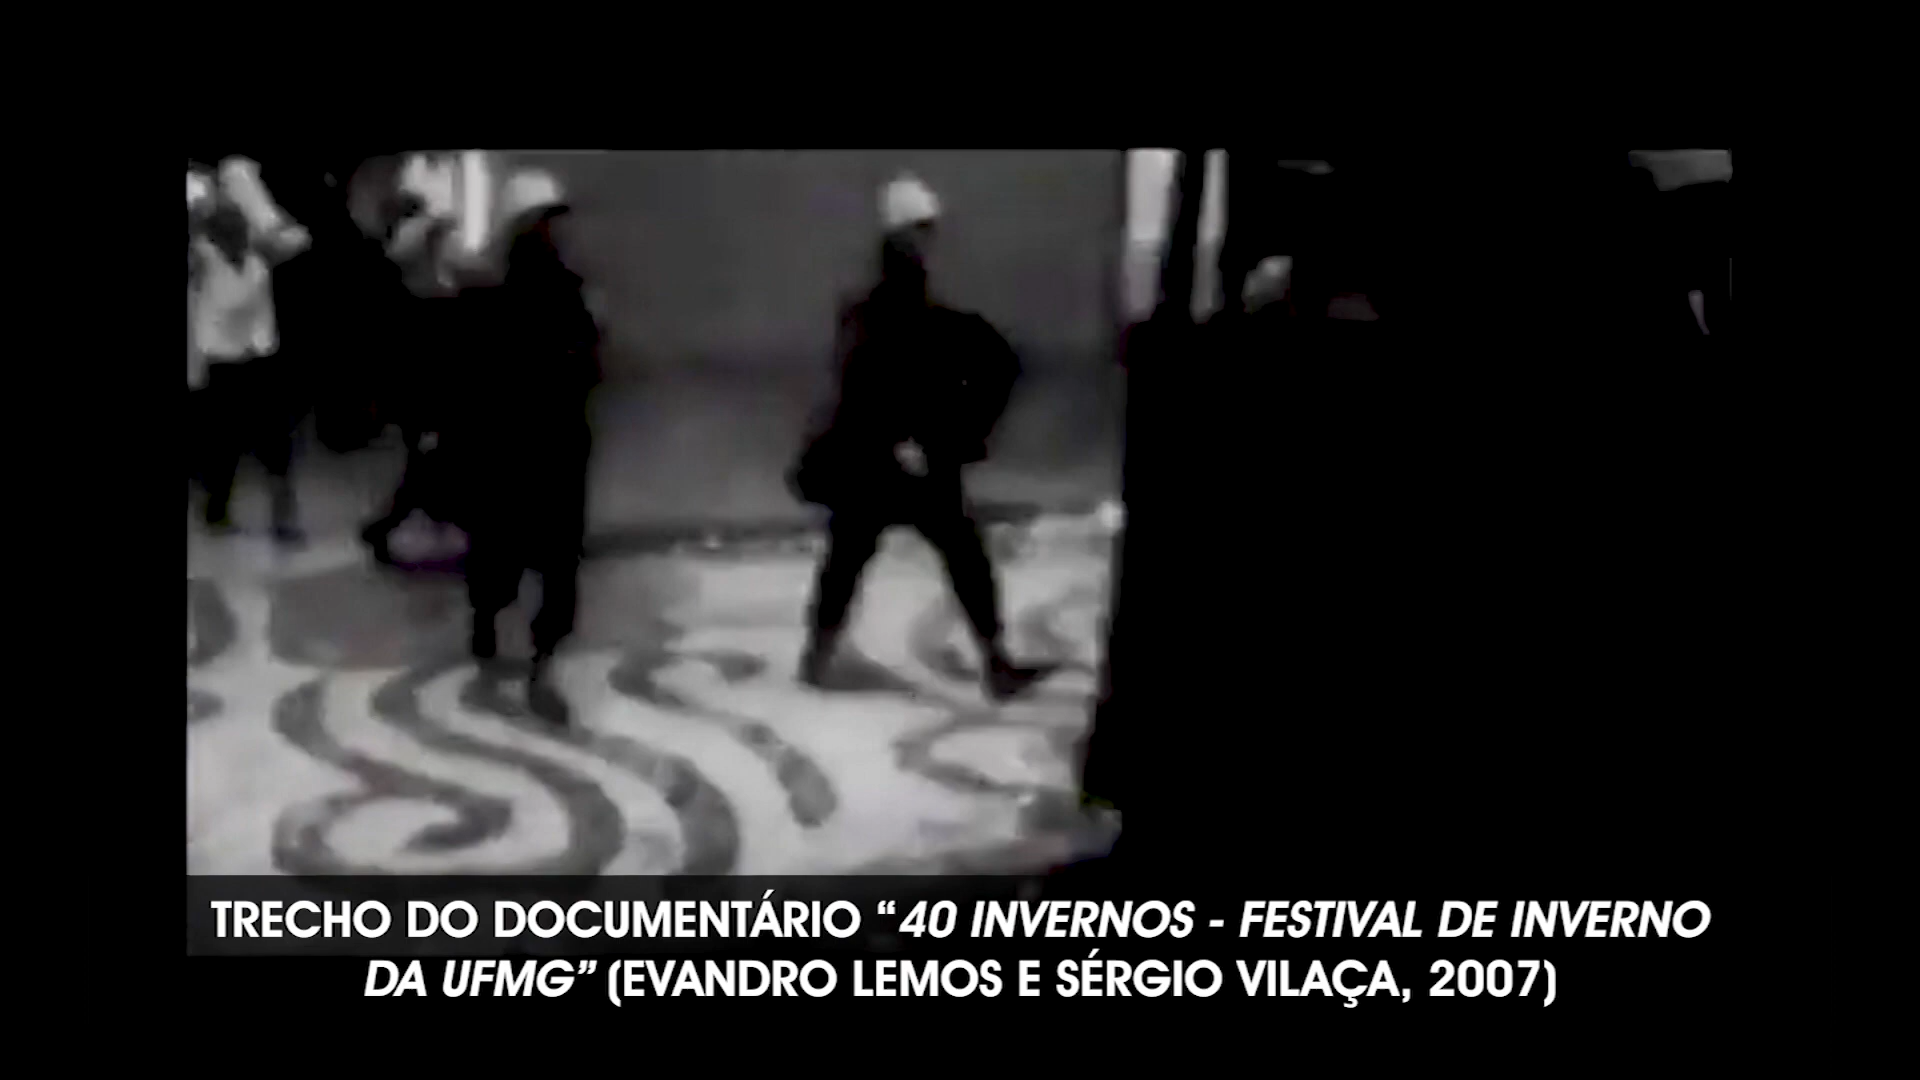 TRECHO DO DOCUMENTÁRIO “40 INVERNOS - FESTIVAL DE INVERNO
DA UFMG” (EVANDRO LEMOS E SÉRGIO VILAÇA, 2007)